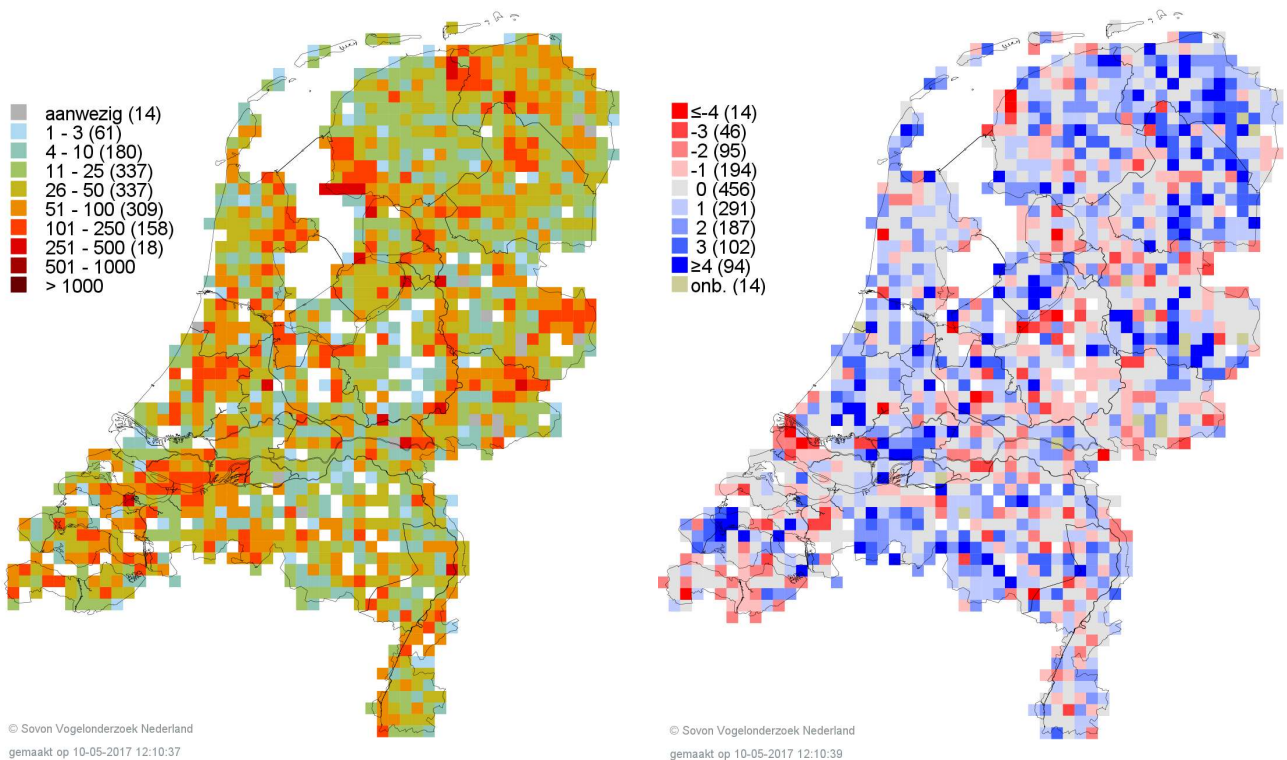 aanwezig (14)
1 - 3 (61)
4 - 10 (180)
11 - 25 (337)
26 - 50 (337)
51 - 100 (309)
101 - 250 (158)
251 - 500 (18)
501 - 1000
> 1000
© Sovon Vogelonderzoek Nederland
gemaakt op 10-05-2017 12:10:37
≤-4 (14)
-3 (46)
-2 (95)
-1 (194)
0 (456)
1 (291)
2 (187)
3 (102)
≥4 (94)
onb. (14)
© Sovon Vogelonderzoek Nederland
gemaakt op 10-05-2017 12:10:39